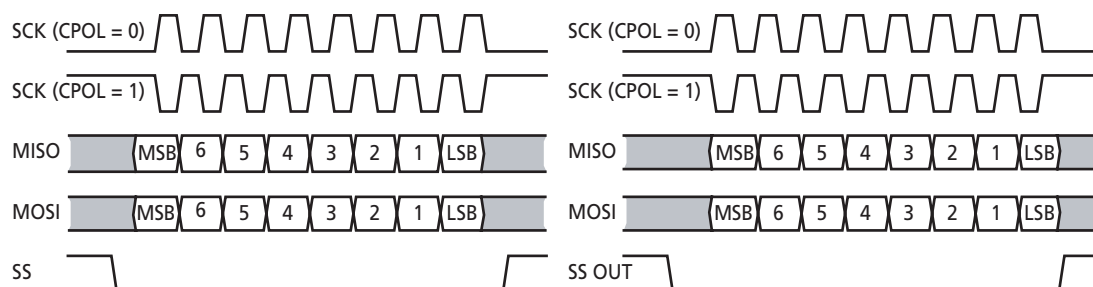 SCK (CPOL = 0)
SCK (CPOL = 1)
MISO MSB 6 5 4 3 2 1 LSB
MOSI MSB 6 5 4 3 2 1 LSB
SS
SCK (CPOL = 0)
SCK (CPOL = 1)
MISO MSB 6 5 4 3 2 1 LSB
MOSI MSB 6 5 4 3 2 1 LSB
SS OUT